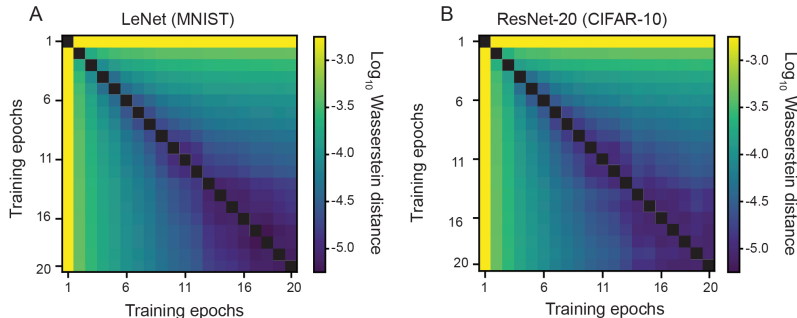 A
LeNet (MNIST)
1
6
11
16
20
Training epochs
1
6
11
20
Training epochs
-3.0
-3.5
-4.0
-4.5
-5.0
Log10 Wasserstein distance
B
ResNet-20 (CIFAR-10)
1
6
11
16
20
Training epochs
1
6
11
16
20
Training epochs
-3.0
-3.5
-4.0
-4.5
-5.0
Log10 Wasserstein distance